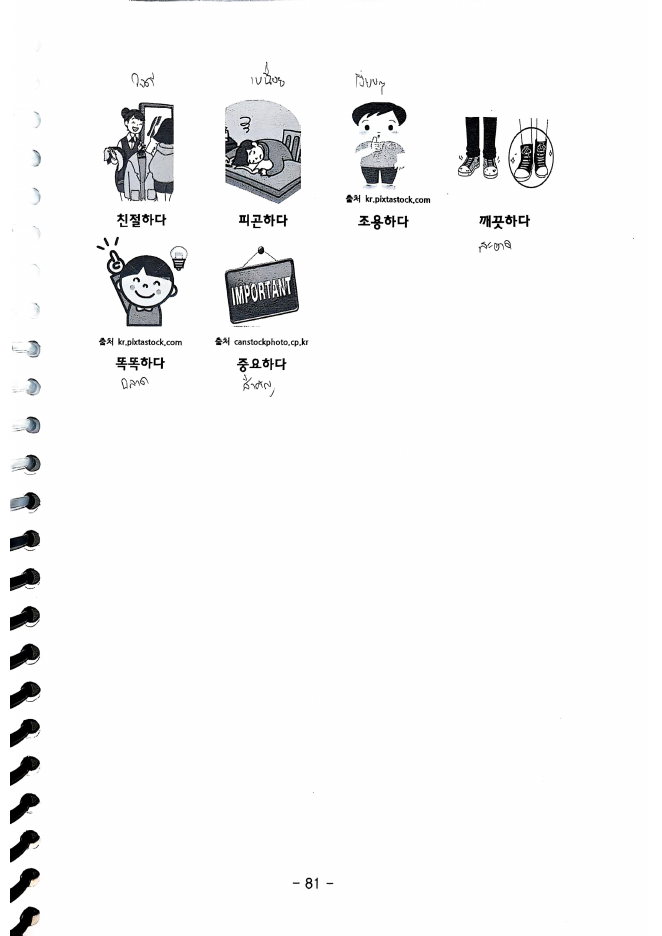 ใจดี เหนื่อย เงียบๆ
출처 kr.pixtastock.com
친절하다 피곤하다 조용하다 깨끗하다
สะอาด
IMPORTANT
출처 kr.pixtastock.com 출처 canstockphoto.cp.kr
똑똑하다 중요하다
ฉลาด สำคัญ
- 81 -